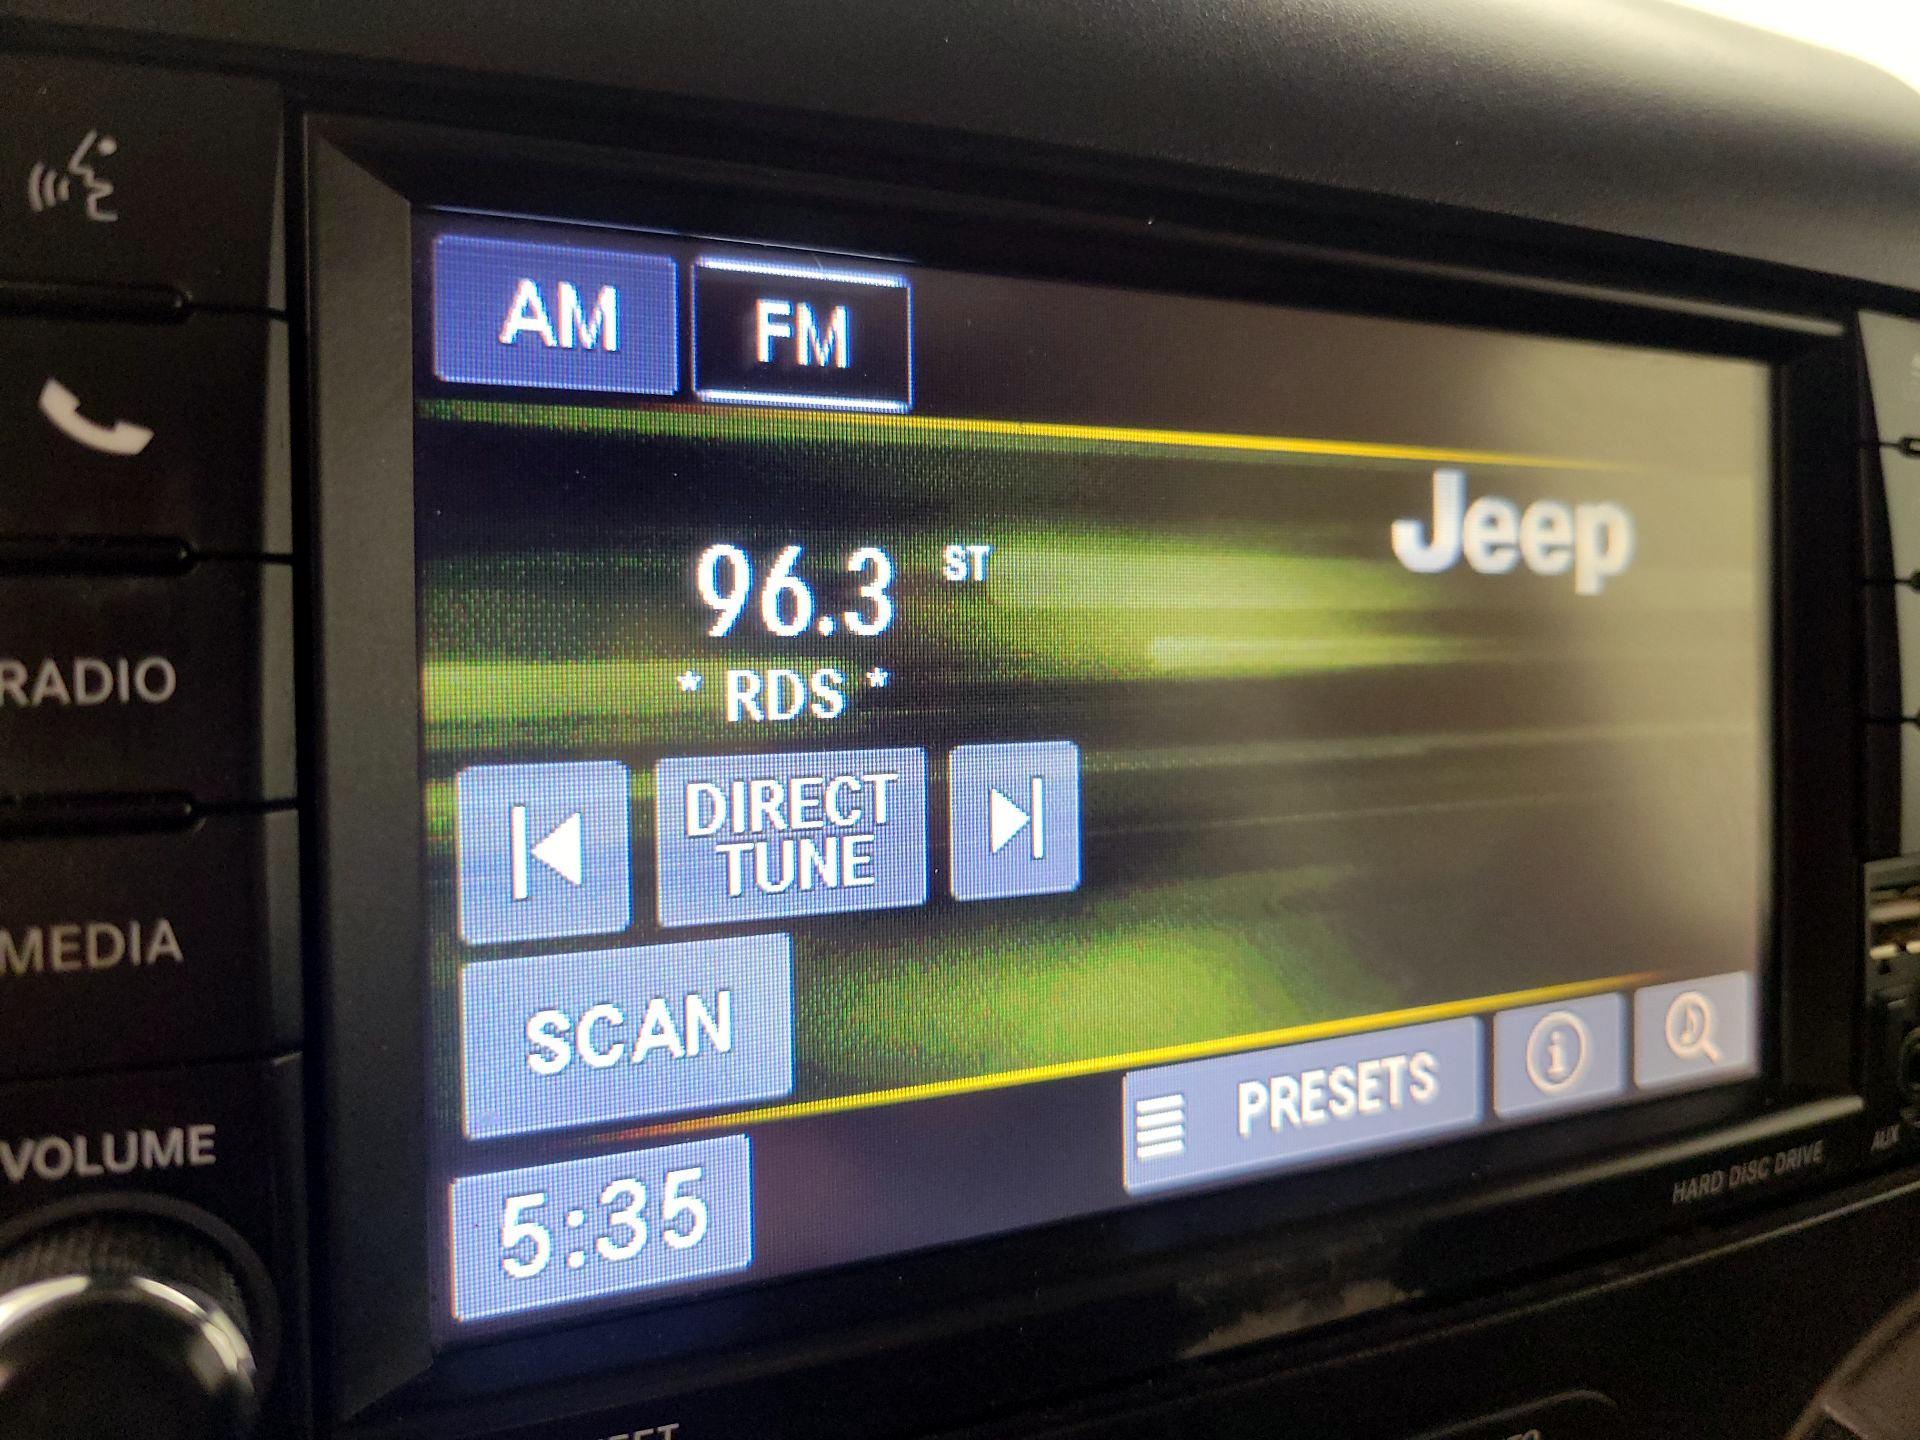 AM FM
Jeep
96.3 ST
* RDS *
RADIO
DIRECT
TUNE
MEDIA
SCAN
PRESETS
VOLUME
5:35
HARD DISC DRIVE
AUX